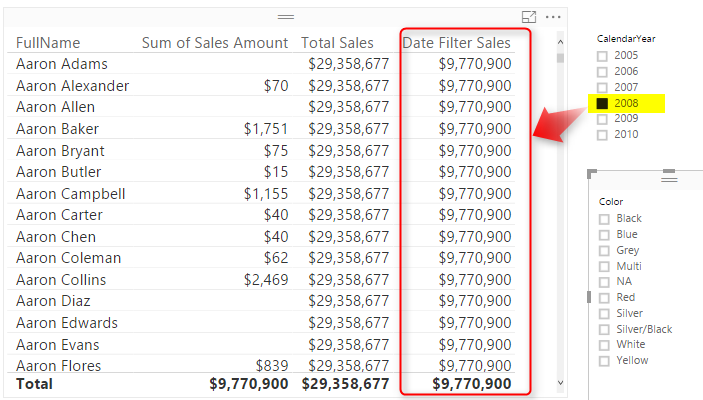 FullName Sum of Sales Amount Total Sales Date Filter Sales
Aaron Adams $29,358,677 $9,770,900
Aaron Alexander $70 $29,358,677 $9,770,900
Aaron Allen $29,358,677 $9,770,900
Aaron Baker $1,751 $29,358,677 $9,770,900
Aaron Bryant $75 $29,358,677 $9,770,900
Aaron Butler $15 $29,358,677 $9,770,900
Aaron Campbell $1,155 $29,358,677 $9,770,900
Aaron Carter $40 $29,358,677 $9,770,900
Aaron Chen $40 $29,358,677 $9,770,900
Aaron Coleman $62 $29,358,677 $9,770,900
Aaron Collins $2,469 $29,358,677 $9,770,900
Aaron Diaz $29,358,677 $9,770,900
Aaron Edwards $29,358,677 $9,770,900
Aaron Evans $29,358,677 $9,770,900
Aaron Flores $839 $29,358,677 $9,770,900
Total $9,770,900 $29,358,677 $9,770,900
CalendarYear
2005
2006
2007
2008
2009
2010
Color
Black
Blue
Grey
Multi
NA
Red
Silver
Silver/Black
White
Yellow